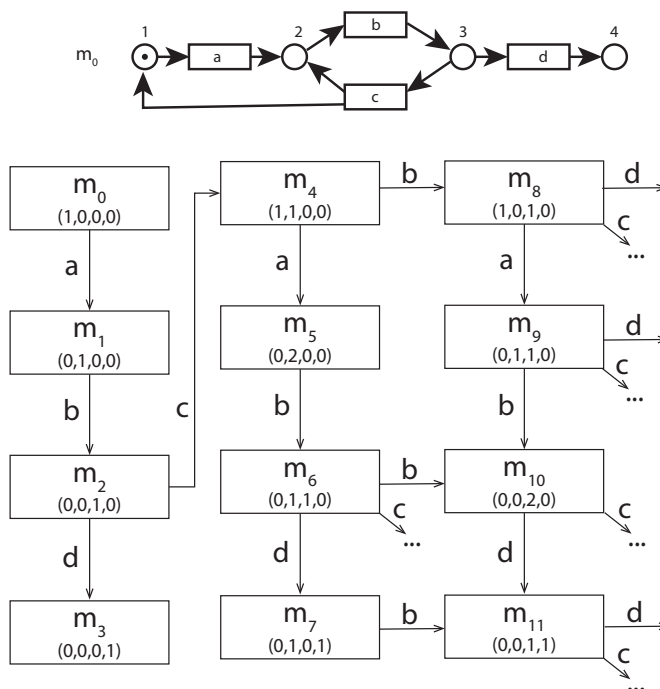 1 2 3 4
b
m0 a d
c
m0
(1,0,0,0)
m4
(1,1,0,0)
b
m8
(1,0,1,0)
d
c
...
a
a
a
m1
(0,1,0,0)
m5
(0,2,0,0)
m9
(0,1,1,0)
d
c
...
b
c
b
b
m2
(0,0,1,0)
m6
(0,1,1,0)
b
m10
(0,0,2,0)
c
...
c
...
d
d
d
m3
(0,0,0,1)
m7
(0,1,0,1)
b
m11
(0,0,1,1)
d
c
...